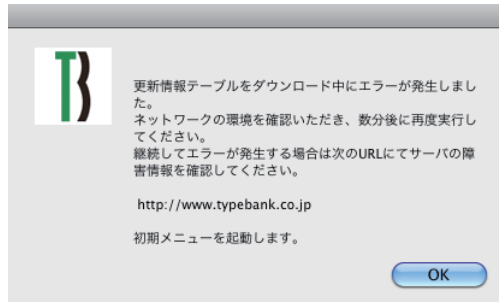 更新情報テーブルをダウンロード中にエラーが発生しまし
た。
ネットワークの環境を確認いただき、数分後に再度実行し
てください。
継続してエラーが発生する場合は次のURLにてサーバの障
害情報を確認してください。
http://www.typebank.co.jp
初期メニューを起動します。
OK